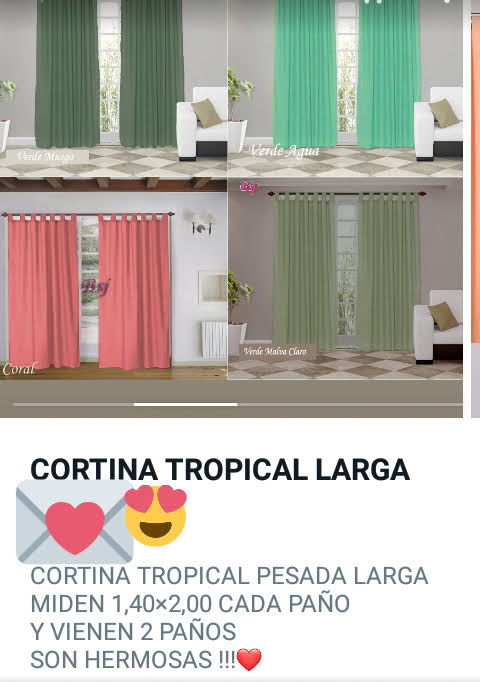 Verde Musgo
Verde Agua
Bsj
Bsj
Coral
Verde Malva Claro
CORTINA TROPICAL LARGA
💌😍
CORTINA TROPICAL PESADA LARGA
MIDEN 1,40×2,00 CADA PAÑO
Y VIENEN 2 PAÑOS
SON HERMOSAS !!!❤️